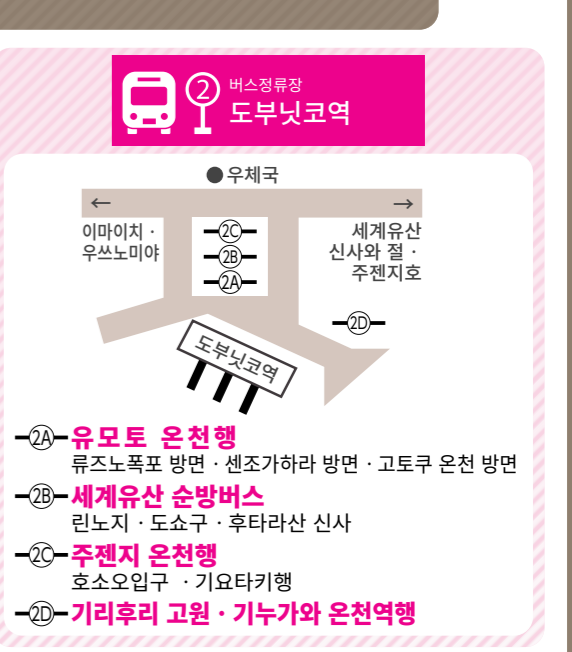 ② 버스정류장
도부닛코역
●우체국
← →
이마이치 ·
우쓰노미야
2C
2B
2A
세계유산
신사와 절 ·
주젠지호
2D
도부닛코역
2A 유모토 온천행
류즈노폭포 방면 · 센조가하라 방면 · 고토쿠 온천 방면
2B 세계유산 순방버스
린노지 · 도쇼구 · 후타라산 신사
2C 주젠지 온천행
호소오입구 · 기요타키행
2D 기리후리 고원 · 기누가와 온천역행